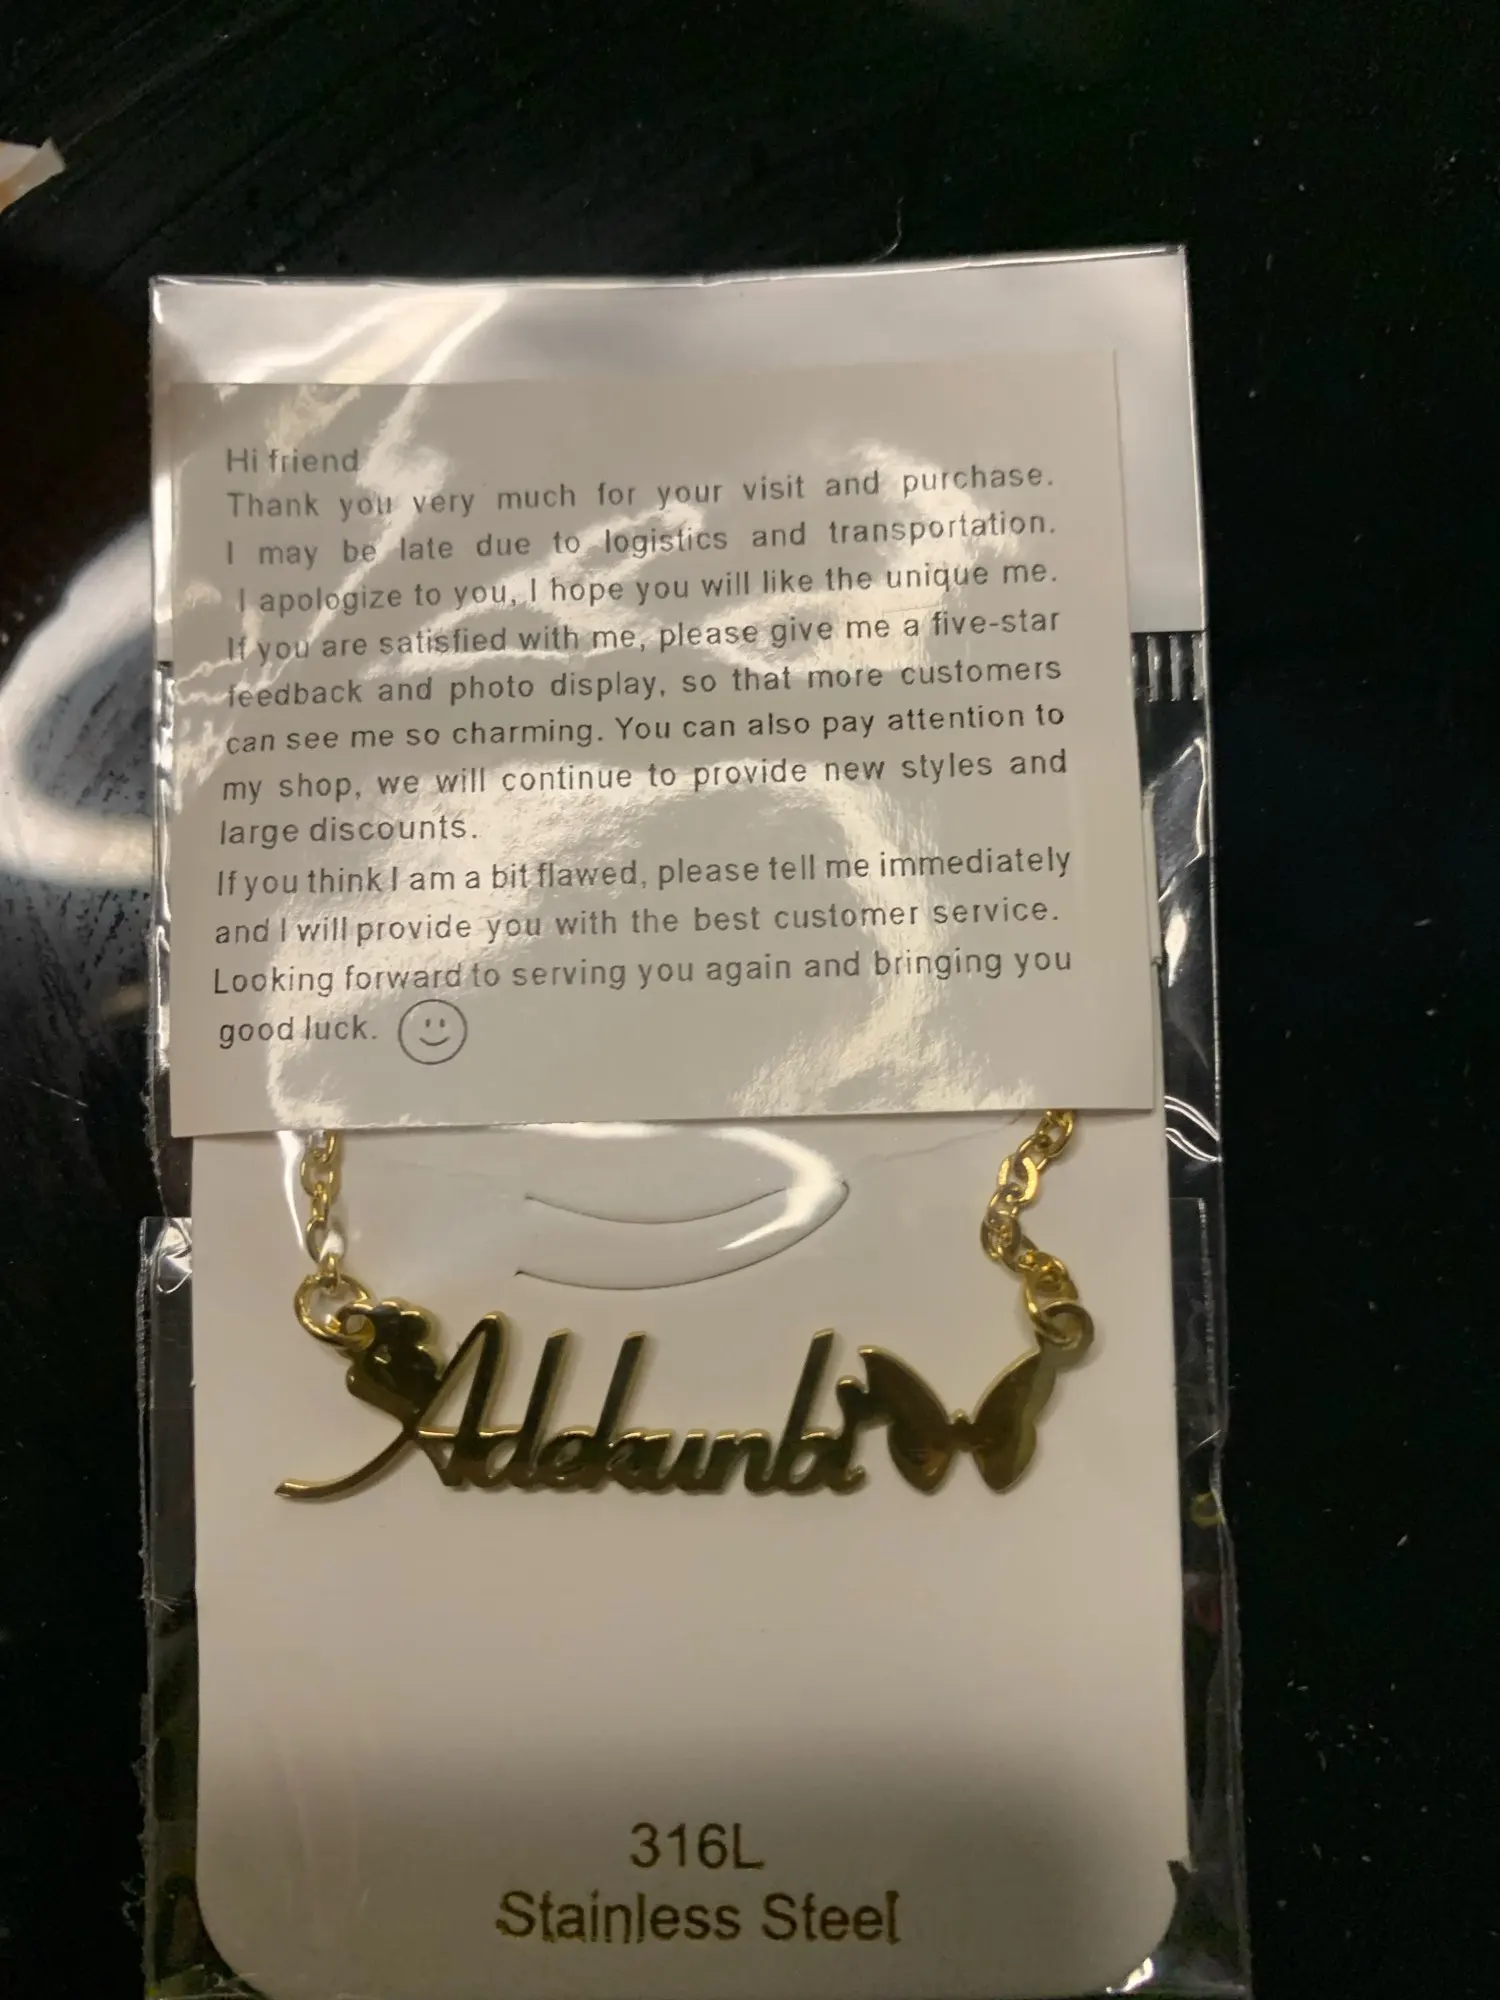 Hi friend
Thank you very much for your visit and purchase.
I may be late due to logistics and transportation.
I apologize to you, I hope you will like the unique me.
If you are satisfied with me, please give me a five-star
feedback and photo display, so that more customers
can see me so charming. You can also pay attention to
my shop, we will continue to provide new styles and
large discounts.
If you think I am a bit flawed, please tell me immediately
and I will provide you with the best customer service.
Looking forward to serving you again and bringing you
good luck.
Adekunbi
316L
Stainless Steel